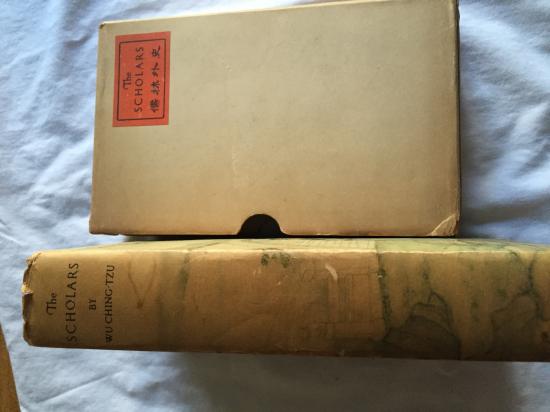 The
SCHOLARS
儒林外史
The
SCHOLARS
BY
WU CHING-TZU